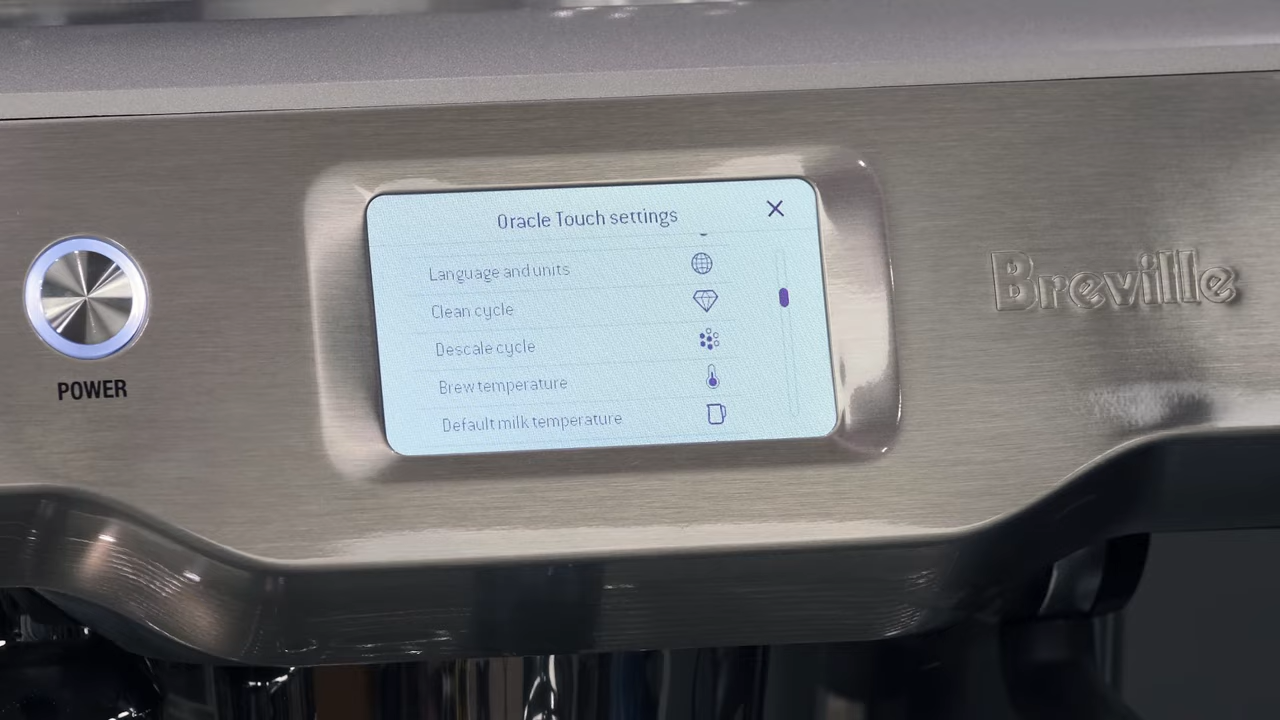 Oracle Touch settings
Language and units
Clean cycle
Descale cycle
Brew temperature
Default milk temperature
POWER
Breville